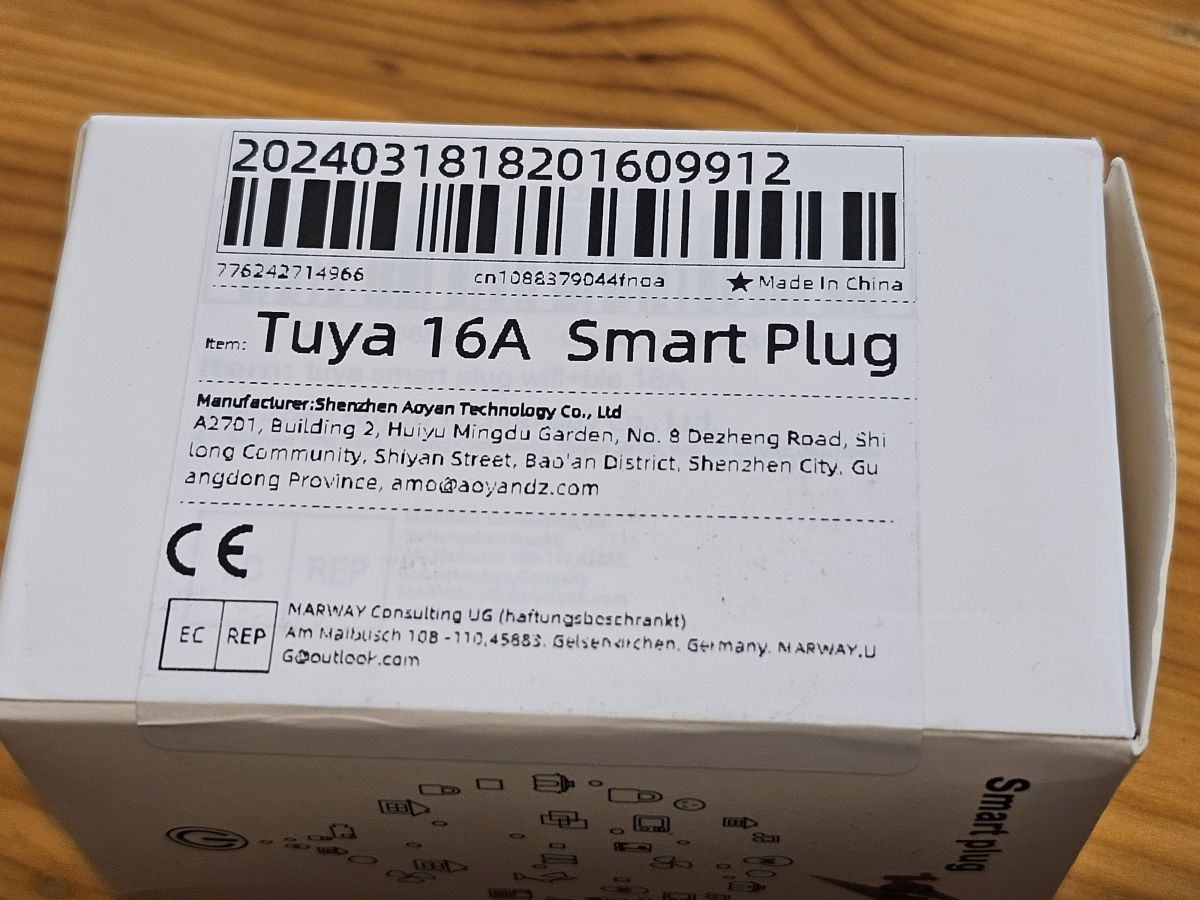 2024031818201609912
776242714966 cn1088379044fnoa ★ Made In China
Item: Tuya 16A Smart Plug
Manufacturer:Shenzhen Aoyan Technology Co., Ltd
A2701, Building 2, Huiyu Mingdu Garden, No. 8 Dezheng Road, Shi
long Community, Shiyan Street, Bao'an District, Shenzhen City, Gu
angdong Province, amo@aoyandz.com
CE
EC REP
MARWAY Consulting UG (haftungsbeschrankt)
Am Maibusch 108 -110,45883, Gelsenkirchen, Germany, MARWAY.U
G@outlook.com
Smart plug